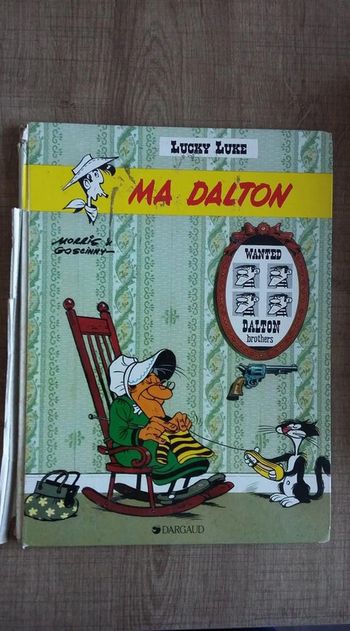 LUCKY LUKE
MA DALTON
MORRIS &
GOSCINNY
WANTED
DALTON
brothers
DARGAUD